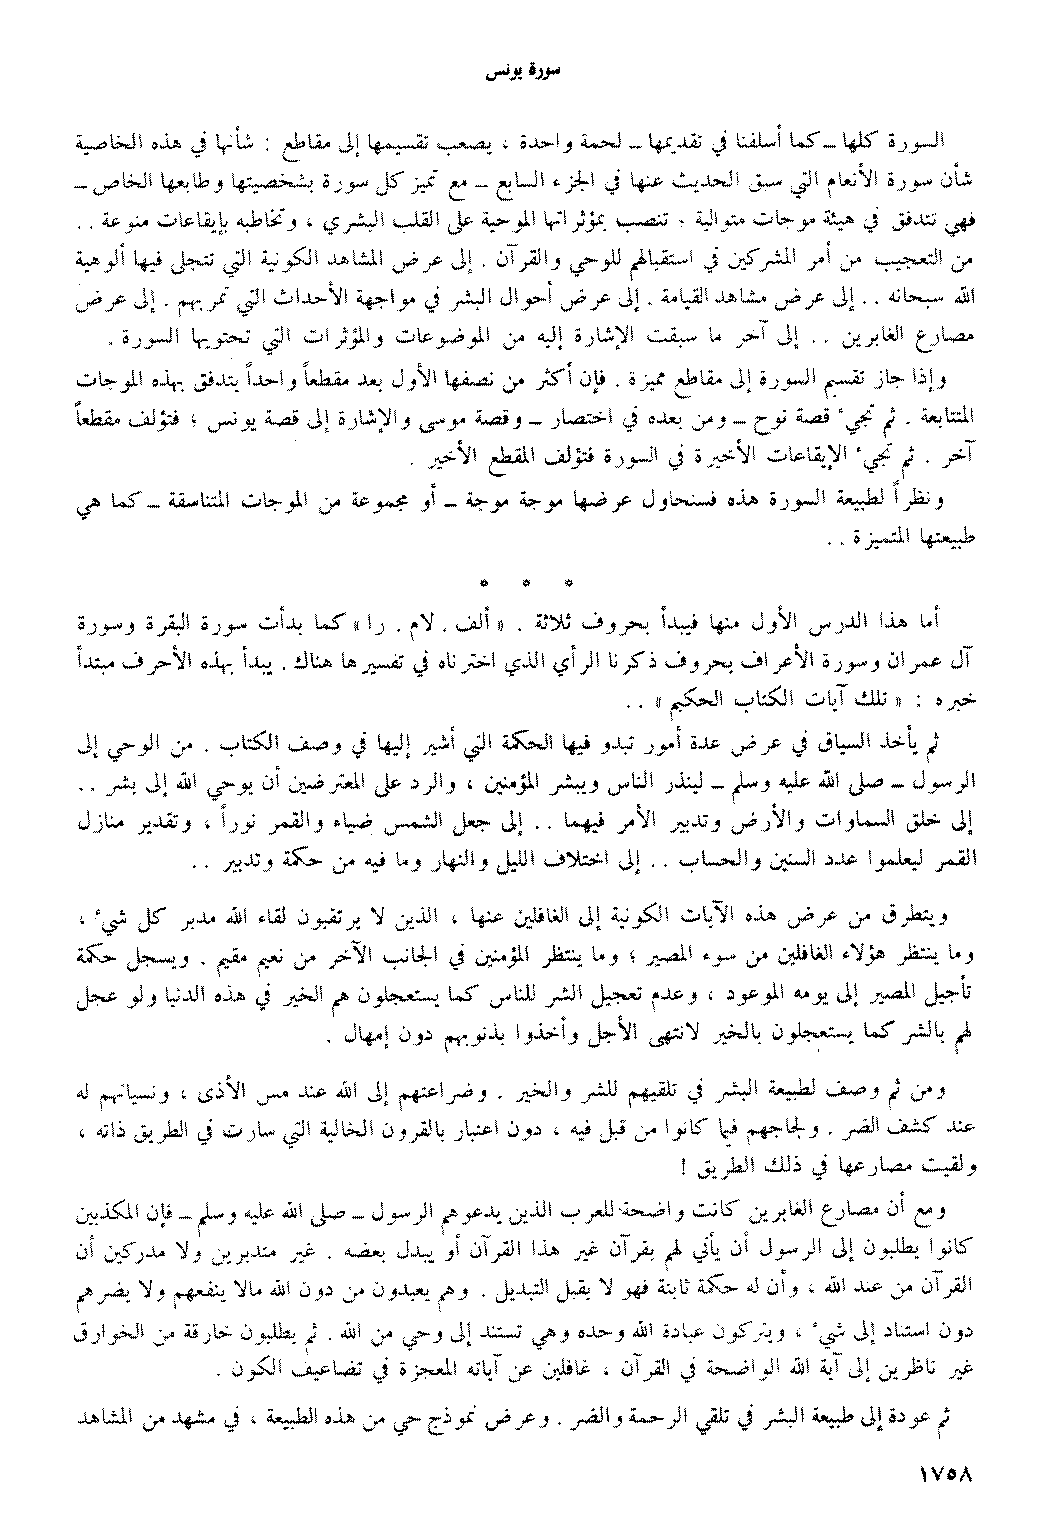 سورة يونس
السورة كلها – كما أسلفنا في تقديمها – لحمة واحدة ، يصعب تقسيمها إلى مقاطع : شأنها في هذه الخاصية
شأن سورة الأنعام التي سبق الحديث عنها في الجزء السابع – مع تميز كل سورة بشخصيتها وطابعها الخاص –
فهي تتدفق في هيئة موجات متوالية ، تنصب بمؤثراتها الموحية على القلب البشري ، وتخاطبه بإيقاعات منوعة . .
من التعجيب من أمر المشركين في استقبالهم للوحي والقرآن . إلى عرض المشاهد الكونية التي تتجلى فيها ألوهية
الله سبحانه . . إلى عرض مشاهد القيامة . إلى عرض أحوال البشر في مواجهة الأحداث التي تمر بهم . إلى عرض
مصارع الغابرين . . إلى آخر ما سبقت الإشارة إليه من الموضوعات والمؤثرات التي تحتويها السورة .
وإذا جاز تقسيم السورة إلى مقاطع مميزة . فإن أكثر من نصفها الأول يعد مقطعاً واحداً يتدفق بهذه الموجات
المتتابعة . ثم تجيء قصة نوح – ومن بعده في اختصار – وقصة موسى والإشارة إلى قصة يونس ؛ فتؤلف مقطعاً
آخر . ثم تجيء الإيقاعات الأخيرة في السورة فتؤلف المقطع الأخير .
ونظراً لطبيعة السورة هذه فسنحاول عرضها موجة موجة – أو مجموعة من الموجات المتناسقة – كما هي
طبيعتها المتميزة . .
* * *
أما هذا الدرس الأول منها فيبدأ بحروف ثلاثة . « ألف . لام . را » كما بدأت سورة البقرة وسورة
آل عمران وسورة الأعراف بحروف ذكرنا الرأي الذي اخترناه في تفسيرها هناك . يبدأ بهذه الأحرف مبتدأ
خبره : « تلك آيات الكتاب الحكيم » . .
ثم يأخذ السياق في عرض عدة أمور تبدو فيها الحكمة التي أشير إليها في وصف الكتاب . من الوحي إلى
الرسول – صلى الله عليه وسلم – لينذر الناس ويبشر المؤمنين ، والرد على المعترضين أن يوحي الله إلى بشر . .
إلى خلق السماوات والأرض وتدبير الأمر فيهما . . إلى جعل الشمس ضياء والقمر نوراً ، وتقدير منازل
القمر ليعلموا عدد السنين والحساب . . إلى اختلاف الليل والنهار وما فيه من حكمة وتدبير . .
ويتطرق من عرض هذه الآيات الكونية إلى الغافلين عنها ، الذين لا يرتقبون لقاء الله مدبر كل شيء ،
وما ينتظر هؤلاء الغافلين من سوء المصير ؛ وما ينتظر المؤمنين في الجانب الآخر من نعيم مقيم . ويسجل حكمة
تأجيل المصير إلى يومه الموعود ، وعدم تعجيل الشر للناس كما يستعجلون هم الخير في هذه الدنيا ولو عجل
لهم بالشر كما يستعجلون بالخير لانتهى الأجل وأخذوا بذنوبهم دون إمهال .
ومن ثم وصف لطبيعة البشر في تلقيهم للشر والخير . وضراعتهم إلى الله عند مس الأذى ، ونسيانهم له
عند كشف الضر . ولجاجهم فيما كانوا من قبل فيه ، دون اعتبار بالقرون الخالية التي سارت في الطريق ذاته ،
ولقيت مصارعها في ذلك الطريق !
ومع أن مصارع الغابرين كانت واضحة للعرب الذين يدعوهم الرسول – صلى الله عليه وسلم – فإن المكذبين
كانوا يطلبون إلى الرسول أن يأتي لهم بقرآن غير هذا القرآن أو يبدل بعضه . غير متدبرين ولا مدركين أن
القرآن من عند الله ، وأن له حكمة ثابتة فهو لا يقبل التبديل . وهم يعبدون من دون الله مالا ينفعهم ولا يضرهم
دون استناد إلى شيء ، ويتركون عبادة الله وحده وهي تستند إلى وحي من الله . ثم يطلبون خارقة من الخوارق
غير ناظرين إلى آية الله الواضحة في القرآن ، غافلين عن آياته المعجزة في تضاعيف الكون .
ثم عودة إلى طبيعة البشر في تلقي الرحمة والضر . وعرض نموذج حي من هذه الطبيعة ، في مشهد من المشاهد
١٧٥٨